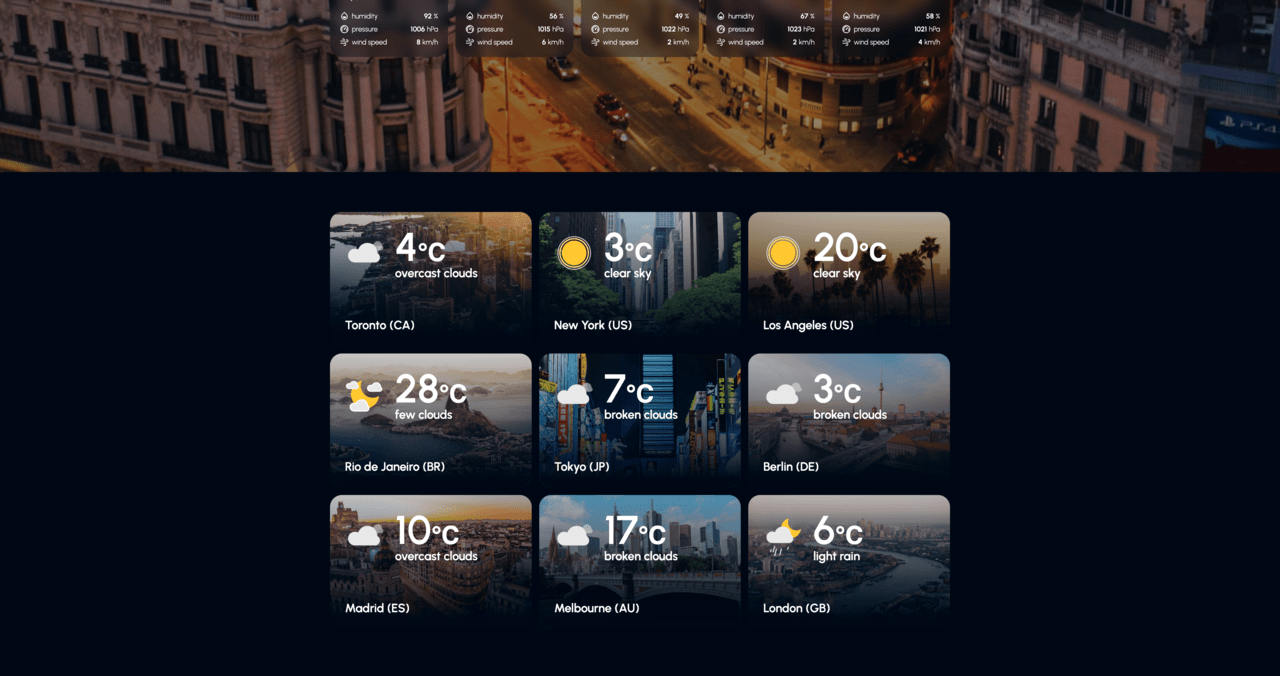 humidity 92 %
pressure 1006 hPa
wind speed 8 km/h
humidity 56 %
pressure 1015 hPa
wind speed 6 km/h
humidity 49 %
pressure 1022 hPa
wind speed 2 km/h
humidity 67 %
pressure 1023 hPa
wind speed 2 km/h
humidity 58 %
pressure 1021 hPa
wind speed 4 km/h
PS4
4°C
overcast clouds
Toronto (CA)
3°C
clear sky
New York (US)
20°C
clear sky
Los Angeles (US)
28°C
few clouds
Rio de Janeiro (BR)
7°C
broken clouds
Tokyo (JP)
3°C
broken clouds
Berlin (DE)
10°C
overcast clouds
Madrid (ES)
17°C
broken clouds
Melbourne (AU)
6°C
light rain
London (GB)